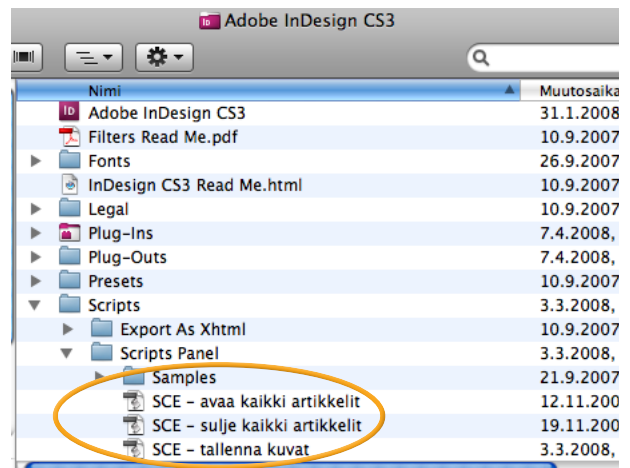 Adobe InDesign CS3
Nimi Muutosaika
Adobe InDesign CS3 31.1.2008
Filters Read Me.pdf 10.9.2007
Fonts 26.9.2007
InDesign CS3 Read Me.html 10.9.2007
Legal 10.9.2007
Plug-Ins 7.4.2008,
Plug-Outs 7.4.2008,
Presets 10.9.2007
Scripts 3.3.2008,
Export As Xhtml 10.9.2007
Scripts Panel 3.3.2008,
Samples 21.9.2007
SCE - avaa kaikki artikkelit 12.11.200
SCE - sulje kaikki artikkelit 19.11.200
SCE - tallenna kuvat 3.3.2008,